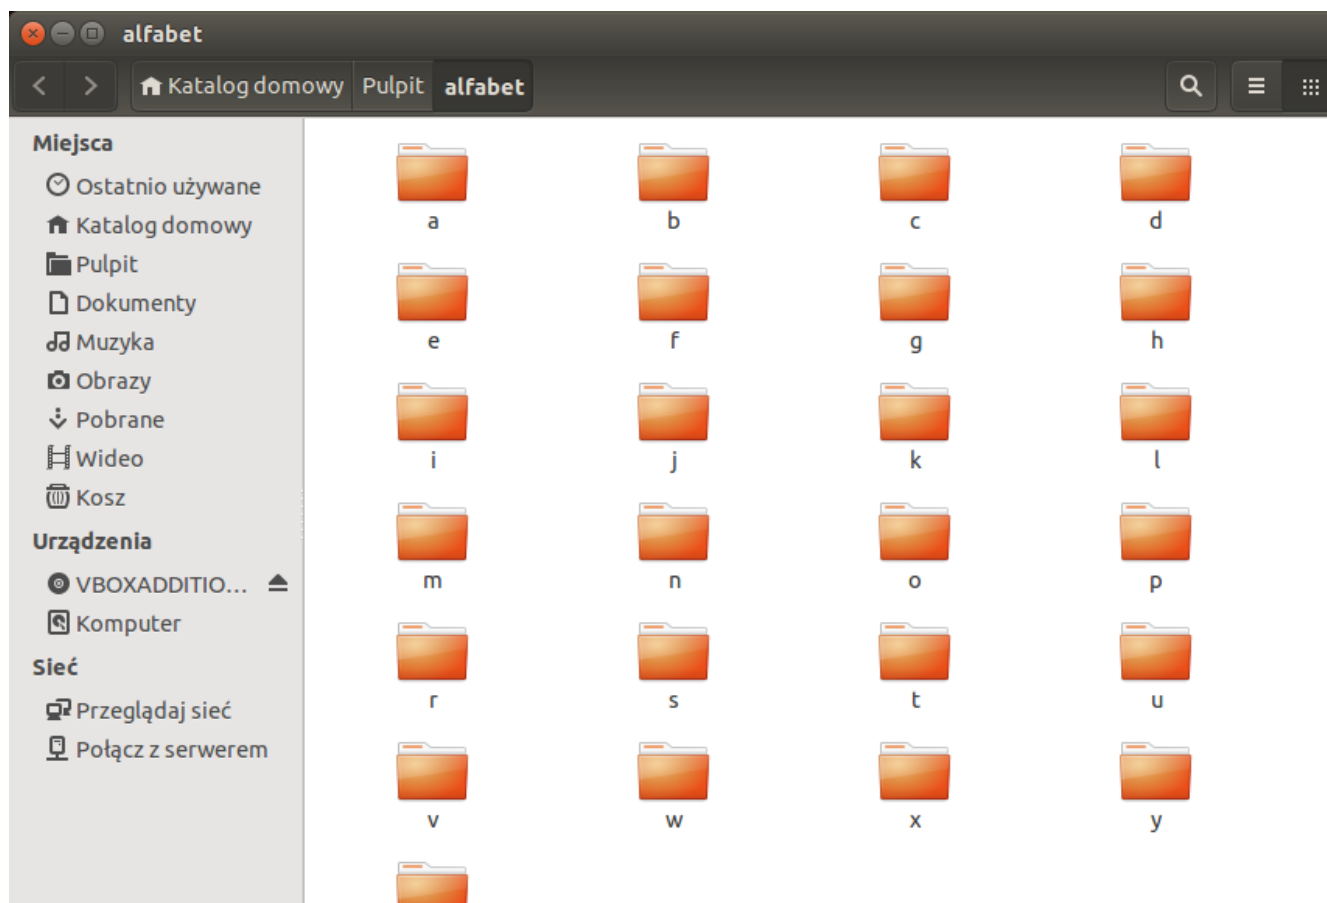 alfabet
Katalog domowy Pulpit alfabet
Miejsca
Ostatnio używane
Katalog domowy
Pulpit
Dokumenty
Muzyka
Obrazy
Pobrane
Wideo
Kosz
Urządzenia
VBOXADDITIO...
Komputer
Sieć
Przeglądaj sieć
Połącz z serwerem
a b c d
e f g h
i j k l
m n o p
r s t u
v w x y